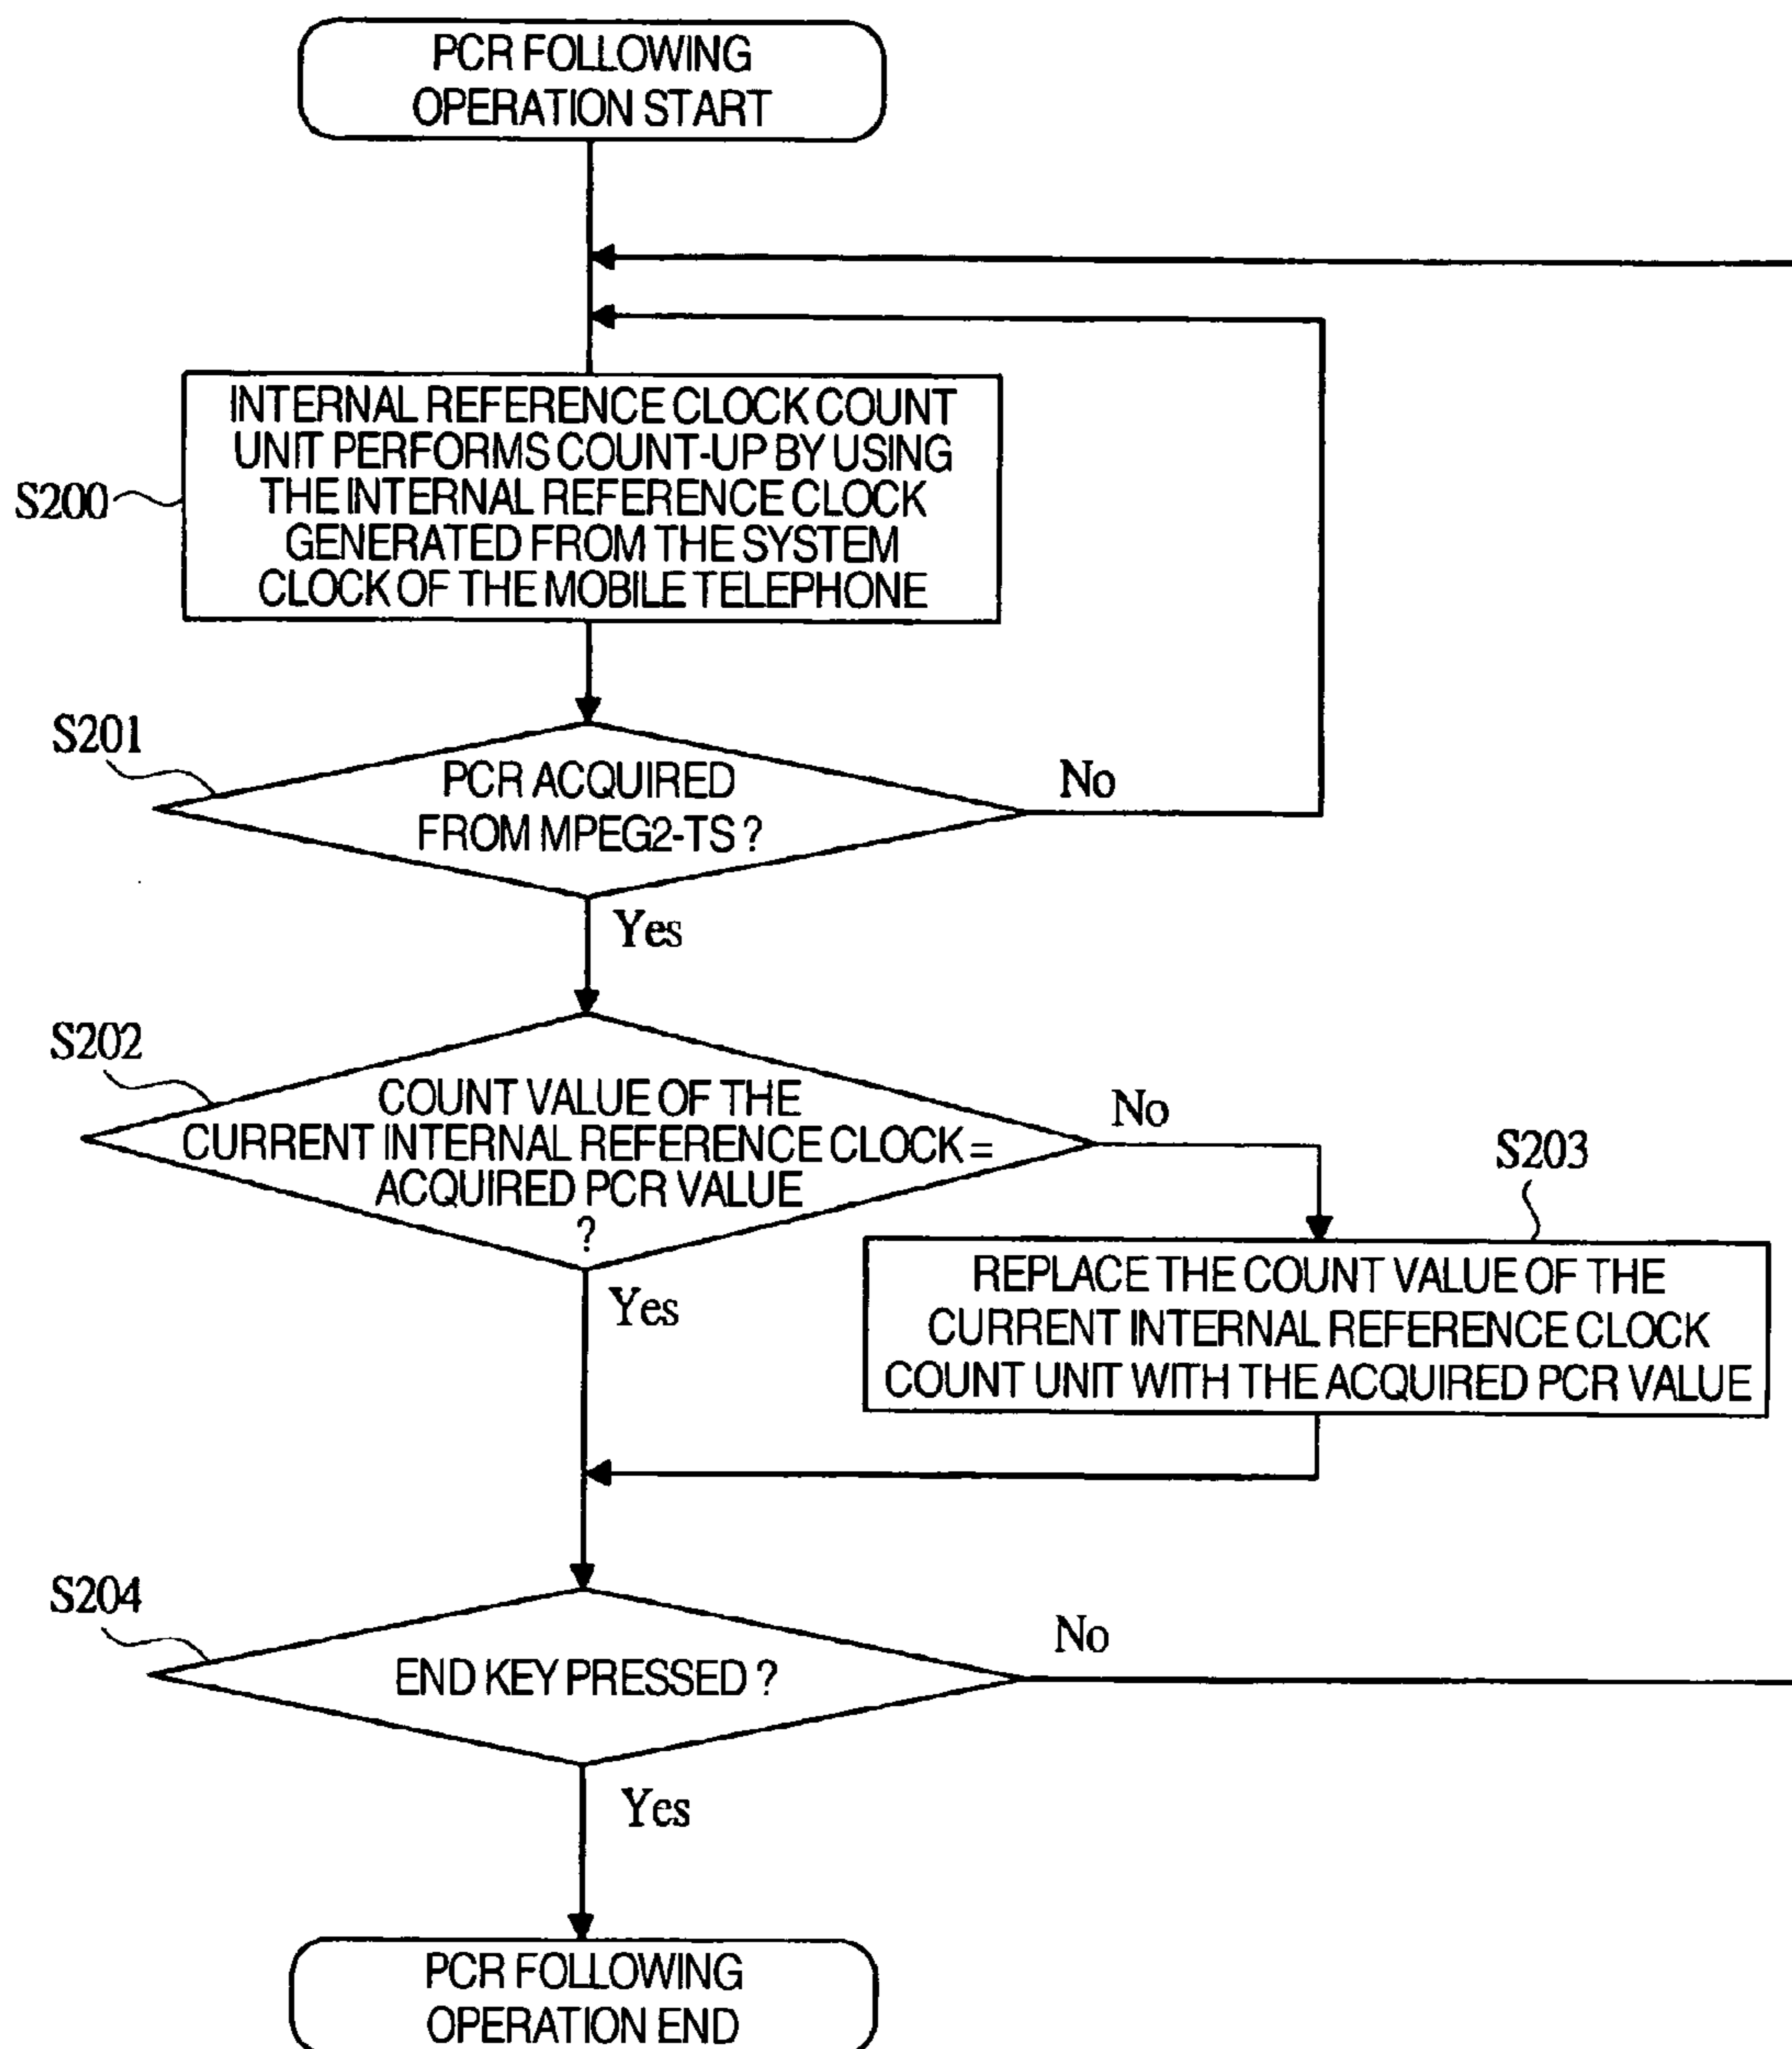 PCR FOLLOWING
OPERATION START
S200
INTERNAL REFERENCE CLOCK COUNT
UNIT PERFORMS COUNT-UP BY USING
THE INTERNAL REFERENCE CLOCK
GENERATED FROM THE SYSTEM
CLOCK OF THE MOBILE TELEPHONE
S201
PCR ACQUIRED
FROM MPEG2-TS ?
No
Yes
S202
COUNT VALUE OF THE
CURRENT INTERNAL REFERENCE CLOCK =
ACQUIRED PCR VALUE
?
No
Yes
S203
REPLACE THE COUNT VALUE OF THE
CURRENT INTERNAL REFERENCE CLOCK
COUNT UNIT WITH THE ACQUIRED PCR VALUE
S204
END KEY PRESSED ?
No
Yes
PCR FOLLOWING
OPERATION END